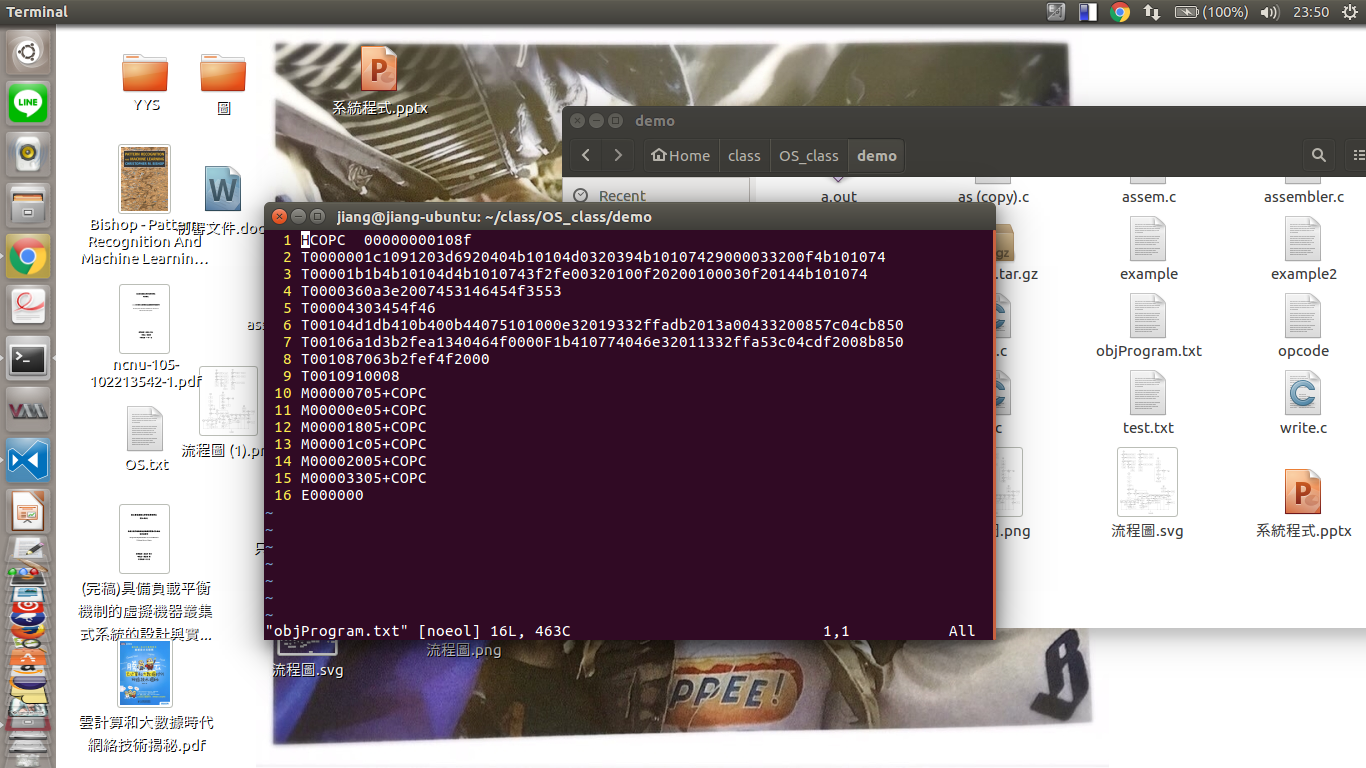 Terminal
(100%)
23:50
YYS
圖
系統程式.pptx
demo
Home
class
OS_class
demo
Recent
a.out
as (copy).c
assem.c
assembler.c
Bishop - Pattern
Recognition And
Machine Learnin...
制審文件.doc
jiang@jiang-ubuntu: ~/class/OS_class/demo
1 HCOPC  00000000108f
2 T0000001c1091203d6920404b10104d0320394b10107429000033200f4b101074
3 T00001b1b4b10104d4b1010743f2fe00320100f20200100030f20144b101074
4 T0000360a3e2007453146454f3553
5 T00004303454f46
6 T00104d1db410b400b44075101000e32019332ffadb2013a00433200857c04cb850
7 T00106a1d3b2fea1340464f0000F1b410774046e32011332ffa53c04cdf2008b850
8 T001087063b2fef4f2000
9 T0010910008
10 M00000705+COPC
11 M00000e05+COPC
12 M00001805+COPC
13 M00001c05+COPC
14 M00002005+COPC
15 M00003305+COPC
16 E000000
~
~
~
~
~
~
~
"objProgram.txt" [noeol] 16L, 463C
1,1
All
.tar.gz
example
example2
.c
objProgram.txt
opcode
c
test.txt
write.c
].png
流程圖.svg
系統程式.pptx
ncnu-105-
102213542-1.pdf
as
LINE
OS.txt
流程圖 (1).pn
(完稿)具備負載平衡
機制的虛擬機器叢集
式系統的設計與實...
流程圖.svg
流程圖.png
PPEE!
雲計算和大數據時代
網絡技術揭秘.pdf